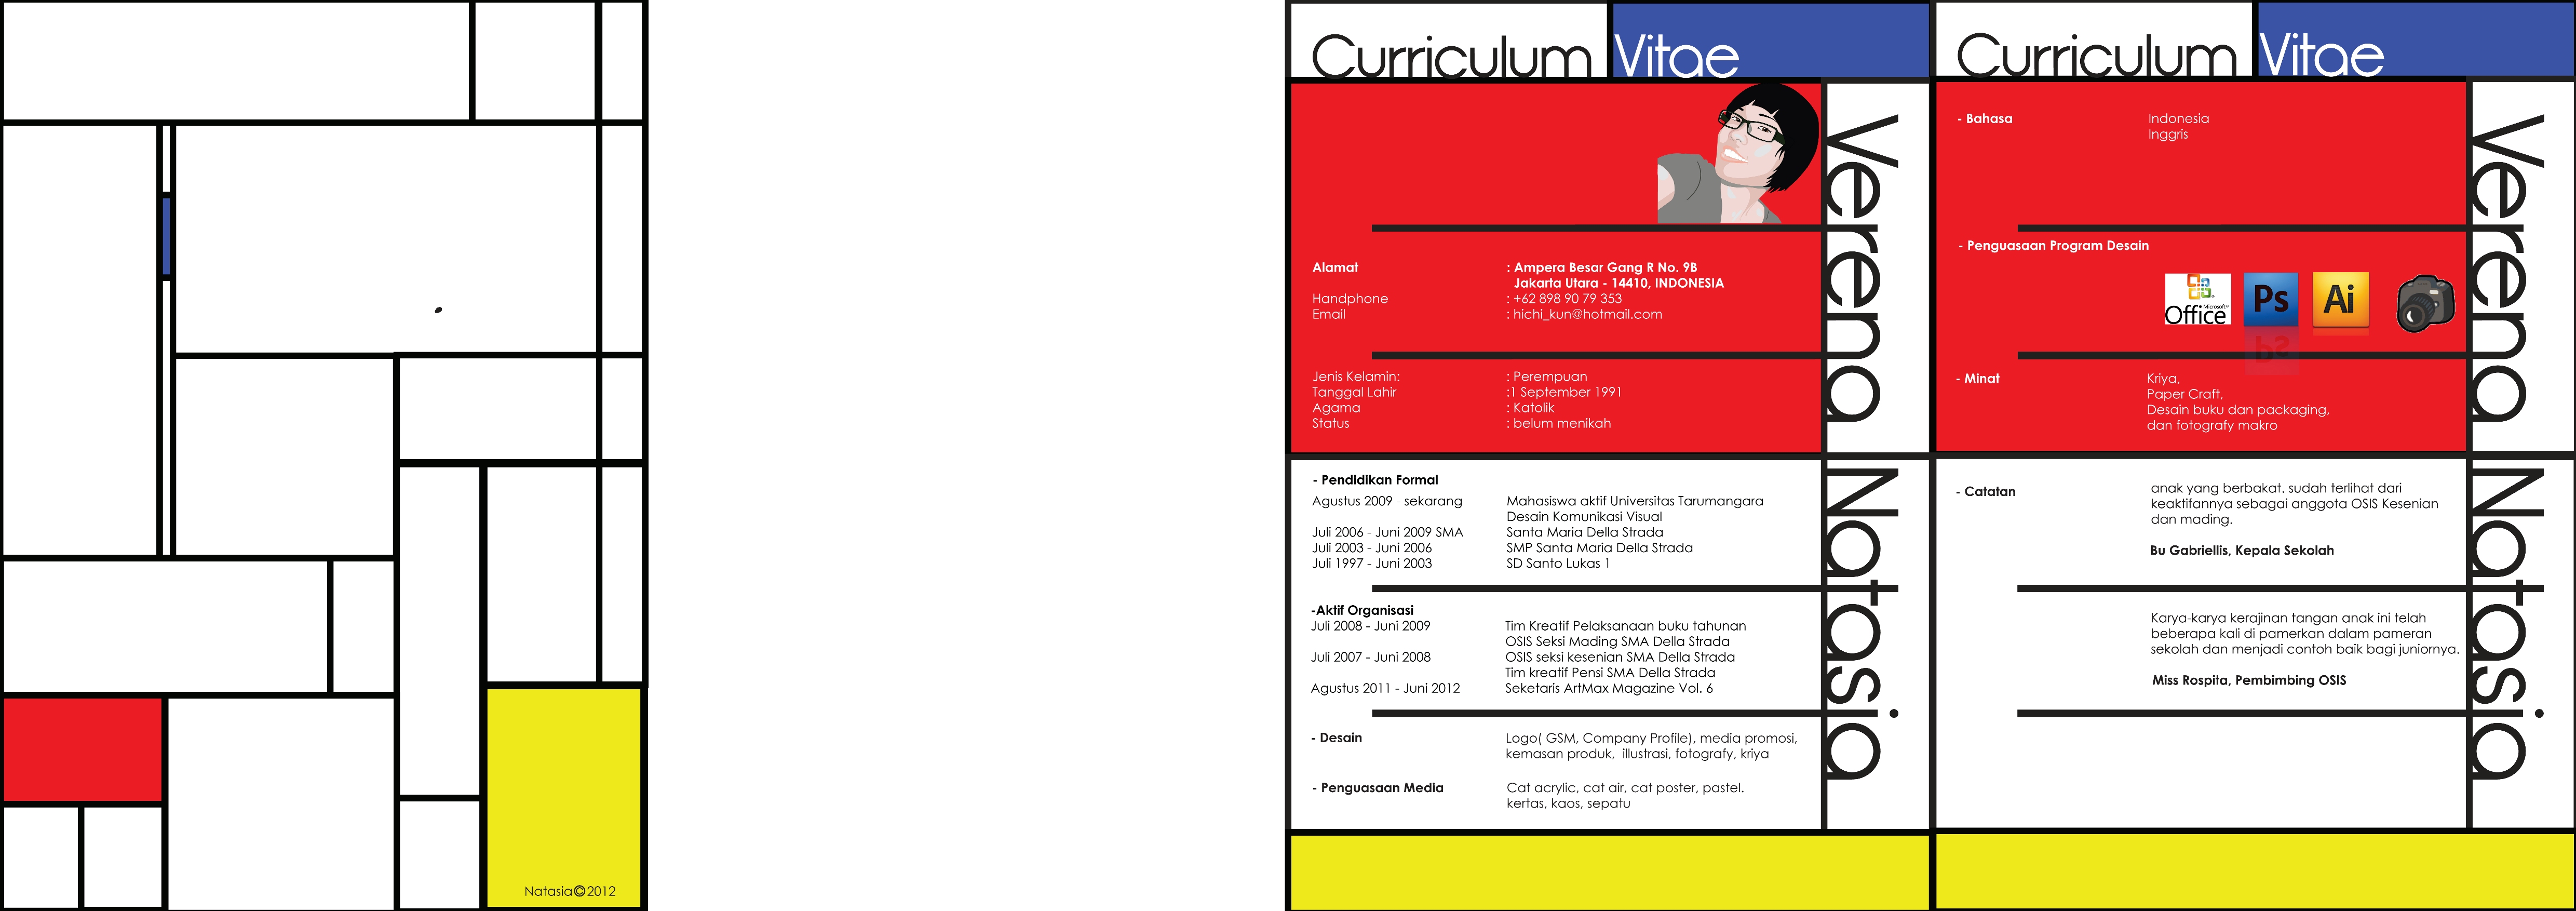 Natasia©2012
Curriculum Vitae
Verena Natasia
Alamat : Ampera Besar Gang R No. 9B
Jakarta Utara - 14410, INDONESIA
Handphone : +62 898 90 79 353
Email : hichi_kun@hotmail.com
Jenis Kelamin: : Perempuan
Tanggal Lahir :1 September 1991
Agama : Katolik
Status : belum menikah
- Pendidikan Formal
Agustus 2009 - sekarang Mahasiswa aktif Universitas Tarumangara
Desain Komunikasi Visual
Juli 2006 - Juni 2009 SMA Santa Maria Della Strada
Juli 2003 - Juni 2006 SMP Santa Maria Della Strada
Juli 1997 - Juni 2003 SD Santo Lukas 1
-Aktif Organisasi
Juli 2008 - Juni 2009 Tim Kreatif Pelaksanaan buku tahunan
OSIS Seksi Mading SMA Della Strada
Juli 2007 - Juni 2008 OSIS seksi kesenian SMA Della Strada
Tim kreatif Pensi SMA Della Strada
Agustus 2011 - Juni 2012 Seketaris ArtMax Magazine Vol. 6
- Desain Logo( GSM, Company Profile), media promosi,
kemasan produk, illustrasi, fotografy, kriya
- Penguasaan Media Cat acrylic, cat air, cat poster, pastel.
kertas, kaos, sepatu
Curriculum Vitae
Verena Natasia
- Bahasa Indonesia
Inggris
- Penguasaan Program Desain
Microsoft
Office Ps Ai
- Minat Kriya,
Paper Craft,
Desain buku dan packaging,
dan fotografy makro
- Catatan anak yang berbakat. sudah terlihat dari
keaktifannya sebagai anggota OSIS Kesenian
dan mading.
Bu Gabriellis, Kepala Sekolah
Karya-karya kerajinan tangan anak ini telah
beberapa kali di pamerkan dalam pameran
sekolah dan menjadi contoh baik bagi juniornya.
Miss Rospita, Pembimbing OSIS